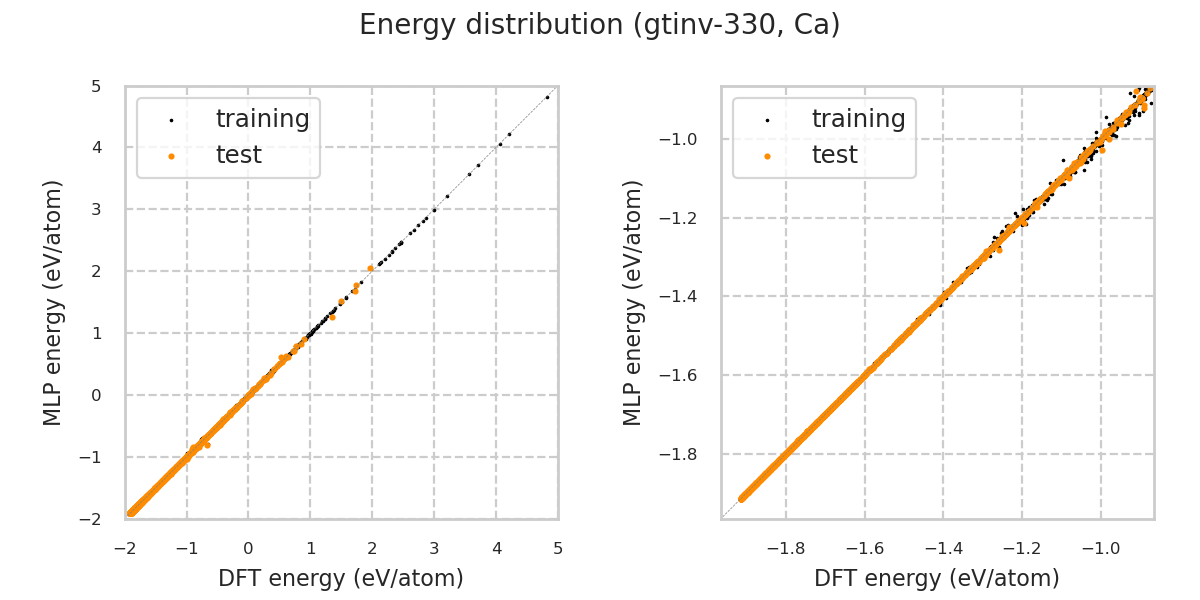 Energy distribution (gtinv-330, Ca)
training
test
5
4
3
2
1
0
−1
−2
−2
−1
0
1
2
3
4
5
MLP energy (eV/atom)
DFT energy (eV/atom)
training
test
−1.0
−1.2
−1.4
−1.6
−1.8
−1.8
−1.6
−1.4
−1.2
−1.0
MLP energy (eV/atom)
DFT energy (eV/atom)